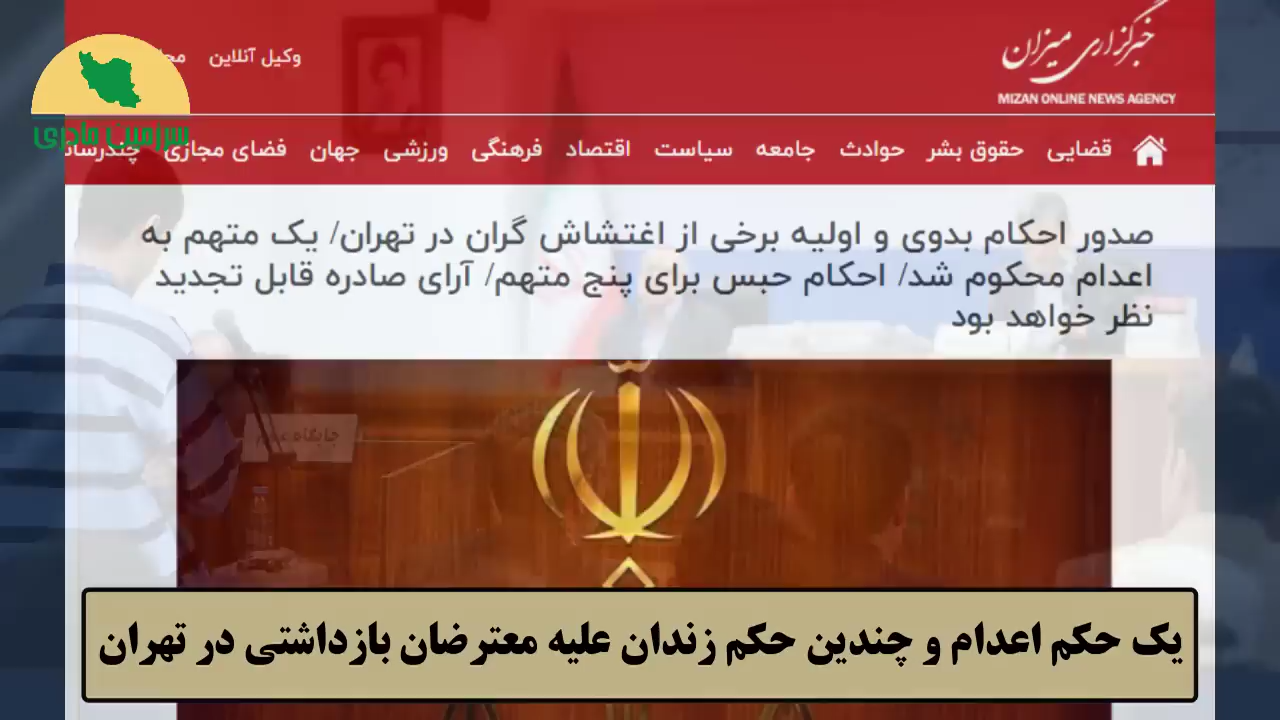 خبرگزاری میزان
MIZAN ONLINE NEWS AGENCY
وکیل آنلاین
سرزمین مادری
قضایی حقوق بشر حوادث جامعه سیاست اقتصاد فرهنگی ورزشی جهان فضای مجازی
صدور احکام بدوی و اولیه برخی از اغتشاش گران در تهران/ یک متهم به
اعدام محکوم شد/ احکام حبس برای پنج متهم/ آرای صادره قابل تجدید
نظر خواهد بود
جایگاه
یک حکم اعدام و چندین حکم زندان علیه معترضان بازداشتی در تهران